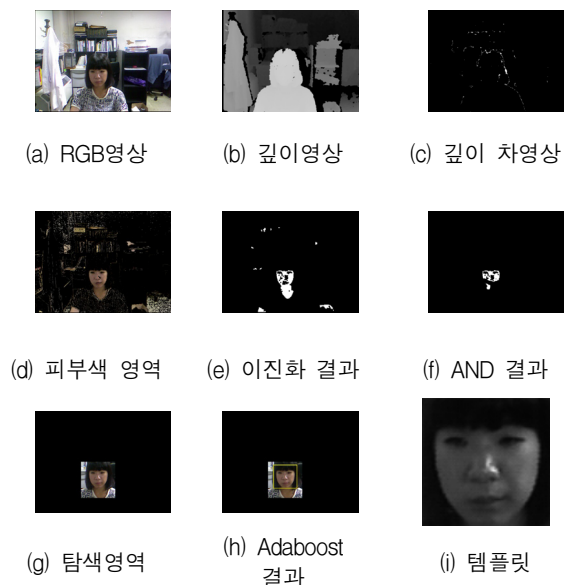 (a) RGB영상
(b) 깊이영상
(c) 깊이 차영상
(d) 피부색 영역
(e) 이진화 결과
(f) AND 결과
(g) 탐색영역
(h) Adaboost
결과
(i) 템플릿